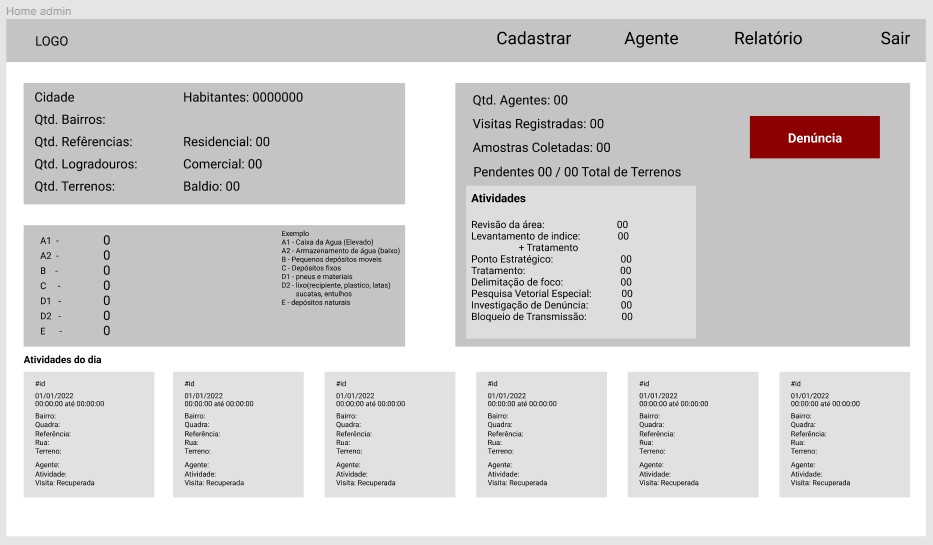 Home admin
LOGO
Cadastrar
Agente
Relatório
Sair
Cidade
Habitantes: 0000000
Qtd. Bairros:
Qtd. Refêrencias:
Residencial: 00
Qtd. Logradouros:
Comercial: 00
Qtd. Terrenos:
Baldio: 00
Qtd. Agentes: 00
Visitas Registradas: 00
Amostras Coletadas: 00
Pendentes 00 / 00 Total de Terrenos
Denúncia
Atividades
Revisão da área: 00
Levantamento de indice: 00
+ Tratamento
Ponto Estratégico: 00
Tratamento: 00
Delimitação de foco: 00
Pesquisa Vetorial Especial: 00
Investigação de Denúncia: 00
Bloqueio de Transmissão: 00
A1 - 0
A2 - 0
B - 0
C - 0
D1 - 0
D2 - 0
E - 0
Exemplo
A1 - Caixa da Agua (Elevado)
A2 - Armazenamento de água (baixo)
B - Pequenos depósitos moveis
C - Depósitos fixos
D1 - pneus e materiais
D2 - lixo(recipiente, plastico, latas)
sucatas, entulhos
E - depósitos naturais
Atividades do dia
#id
01/01/2022
00:00:00 até 00:00:00
Bairro:
Quadra:
Referência:
Rua:
Terreno:
Agente:
Atividade:
Visita: Recuperada
#id
01/01/2022
00:00:00 até 00:00:00
Bairro:
Quadra:
Referência:
Rua:
Terreno:
Agente:
Atividade:
Visita: Recuperada
#id
01/01/2022
00:00:00 até 00:00:00
Bairro:
Quadra:
Referência:
Rua:
Terreno:
Agente:
Atividade:
Visita: Recuperada
#id
01/01/2022
00:00:00 até 00:00:00
Bairro:
Quadra:
Referência:
Rua:
Terreno:
Agente:
Atividade:
Visita: Recuperada
#id
01/01/2022
00:00:00 até 00:00:00
Bairro:
Quadra:
Referência:
Rua:
Terreno:
Agente:
Atividade:
Visita: Recuperada
#id
01/01/2022
00:00:00 até 00:00:00
Bairro:
Quadra:
Referência:
Rua:
Terreno:
Agente:
Atividade:
Visita: Recuperada